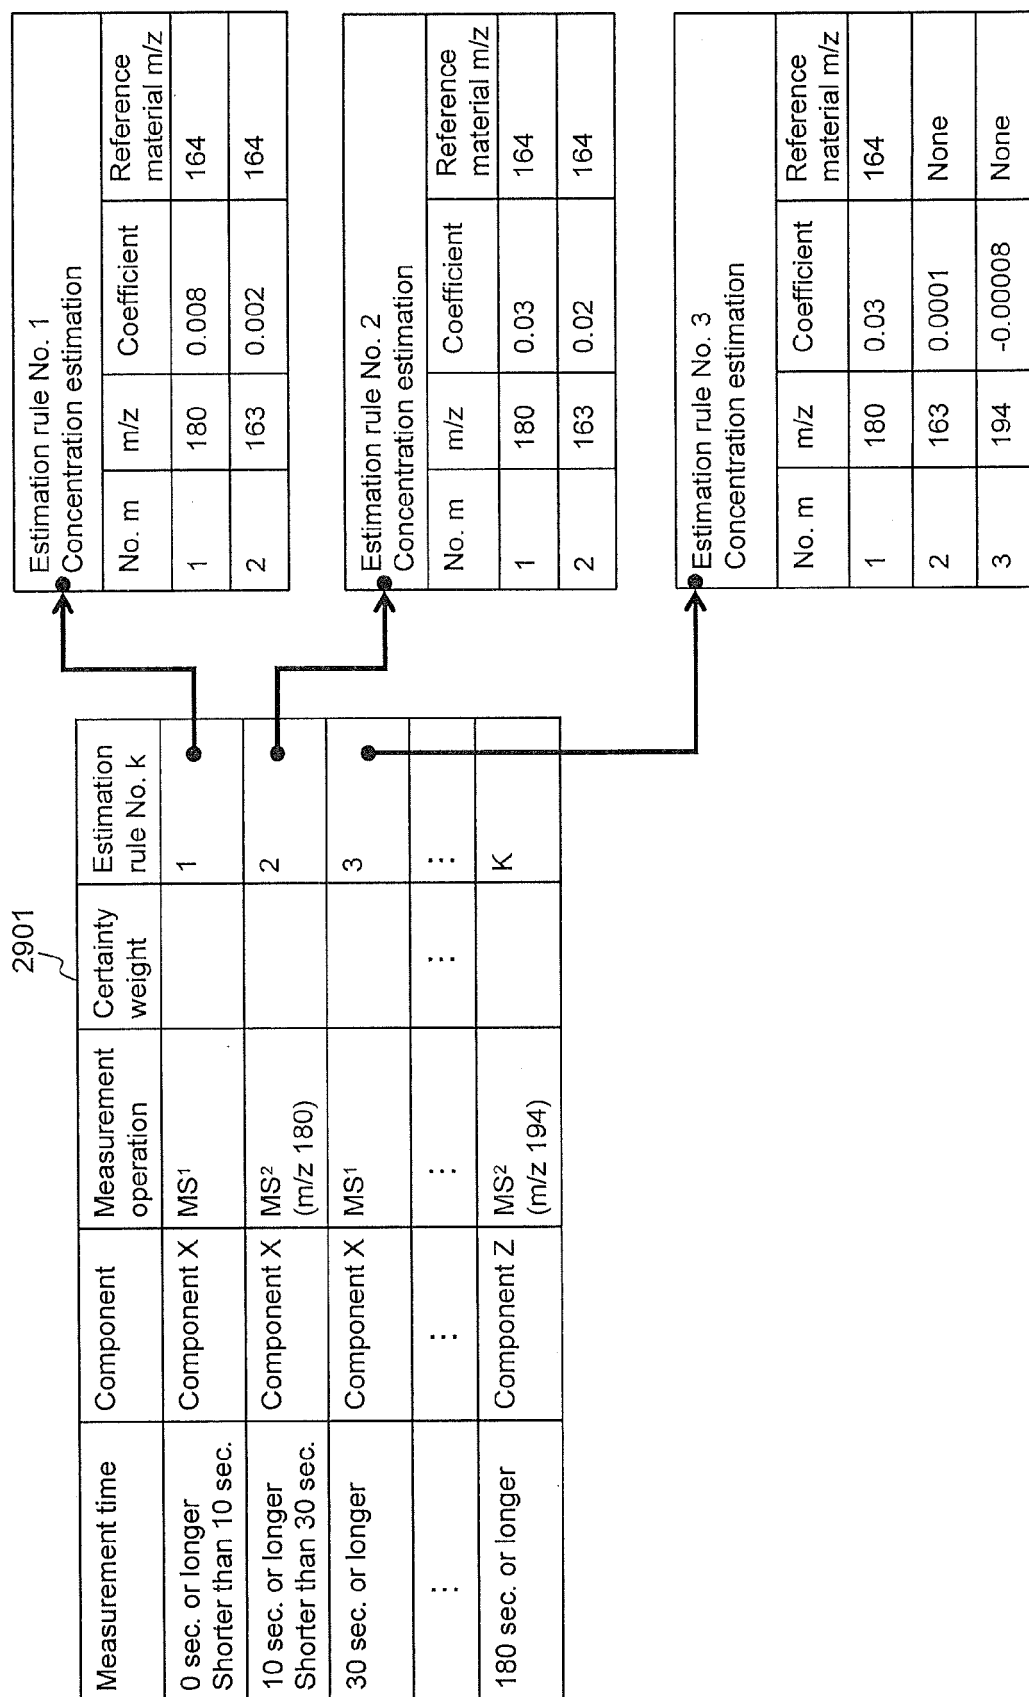 2901
Measurement time
Component
Measurement
operation
Certainty
weight
Estimation
rule No. k
0 sec. or longer
Shorter than 10 sec.
Component X
MS¹
1
10 sec. or longer
Shorter than 30 sec.
Component X
MS²
(m/z 180)
2
30 sec. or longer
Component X
MS¹
3
⋮
⋮
⋮
⋮
⋮
180 sec. or longer
Component Z
MS²
(m/z 194)
K
Estimation rule No. 1
Concentration estimation
No. m
m/z
Coefficient
Reference
material m/z
1
180
0.008
164
2
163
0.002
164
Estimation rule No. 2
Concentration estimation
No. m
m/z
Coefficient
Reference
material m/z
1
180
0.03
164
2
163
0.02
164
Estimation rule No. 3
Concentration estimation
No. m
m/z
Coefficient
Reference
material m/z
1
180
0.03
164
2
163
0.0001
None
3
194
-0.00008
None